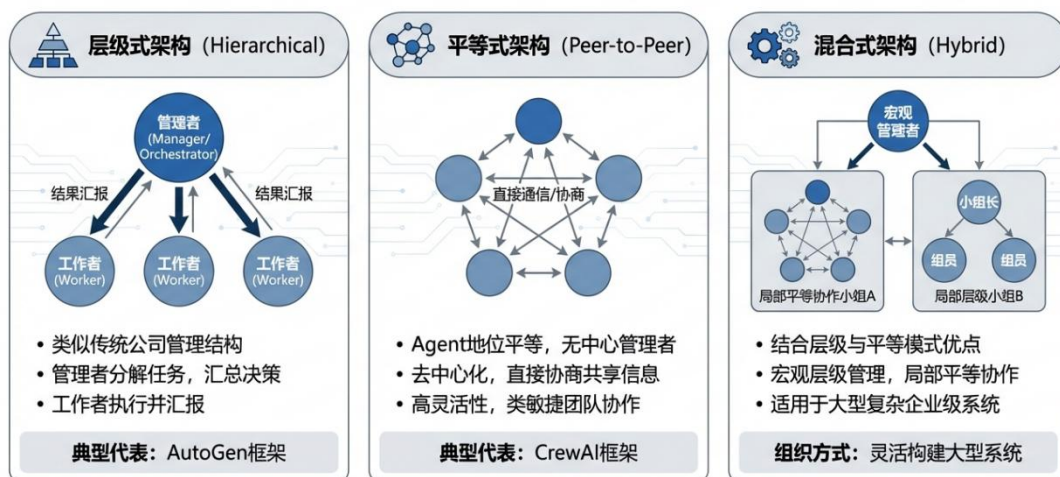 层级式架构 (Hierarchical)
管理者
(Manager/
Orchestrator)
结果汇报
结果汇报
工作者
(Worker)
工作者
(Worker)
工作者
(Worker)
• 类似传统公司管理结构
• 管理者分解任务，汇总决策
• 工作者执行并汇报
典型代表：AutoGen框架
平等式架构 (Peer-to-Peer)
直接通信/协商
• Agent地位平等，无中心管理者
• 去中心化，直接协商共享信息
• 高灵活性，类敏捷团队协作
典型代表：CrewAI框架
混合式架构 (Hybrid)
宏观
管理者
局部平等协作小组A
小组长
组员
组员
局部层级小组B
• 结合层级与平等模式优点
• 宏观层级管理，局部平等协作
• 适用于大型复杂企业级系统
组织方式：灵活构建大型系统